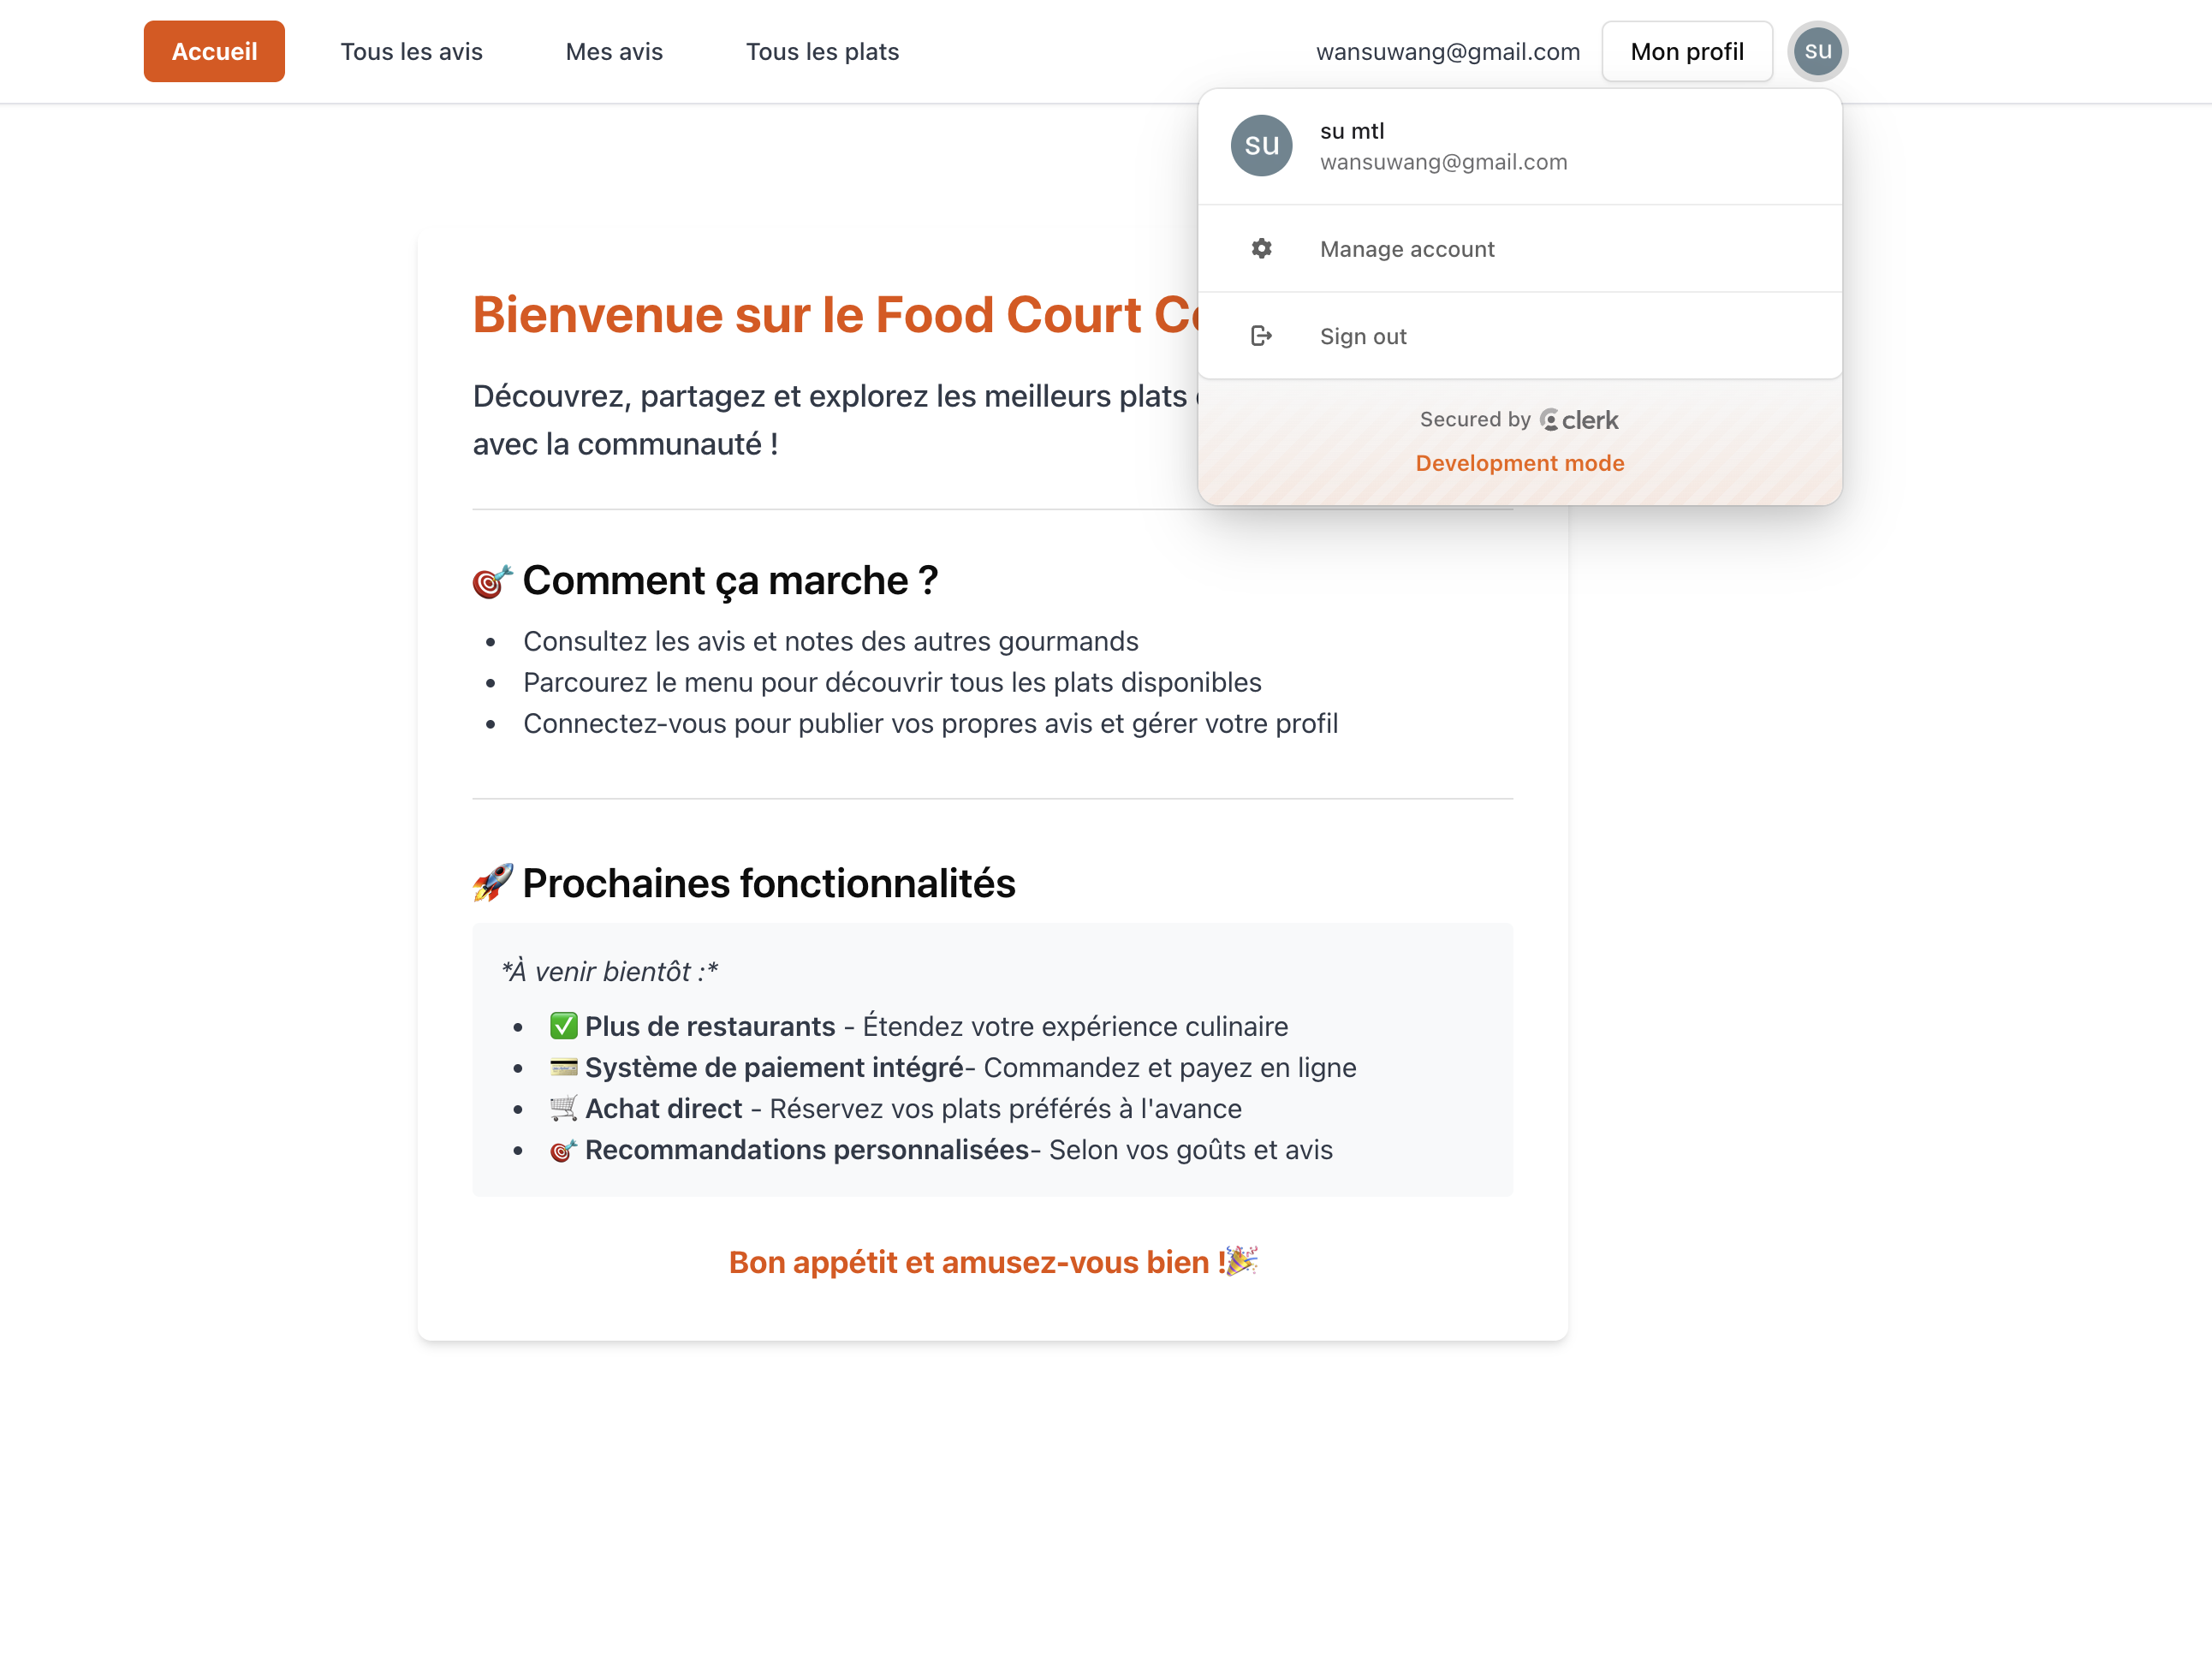 Accueil Tous les avis Mes avis Tous les plats wansuwang@gmail.com Mon profil su
su su mtl
wansuwang@gmail.com
Manage account
Sign out
Secured by clerk
Development mode
Bienvenue sur le Food Court
Découvrez, partagez et explorez les meilleurs plats
avec la communauté !
🎯 Comment ça marche ?
• Consultez les avis et notes des autres gourmands
• Parcourez le menu pour découvrir tous les plats disponibles
• Connectez-vous pour publier vos propres avis et gérer votre profil
🚀 Prochaines fonctionnalités
*À venir bientôt :*
• ✅ Plus de restaurants - Étendez votre expérience culinaire
• 💳 Système de paiement intégré- Commandez et payez en ligne
• 🛒 Achat direct - Réservez vos plats préférés à l'avance
• 🎯 Recommandations personnalisées- Selon vos goûts et avis
Bon appétit et amusez-vous bien !🎉